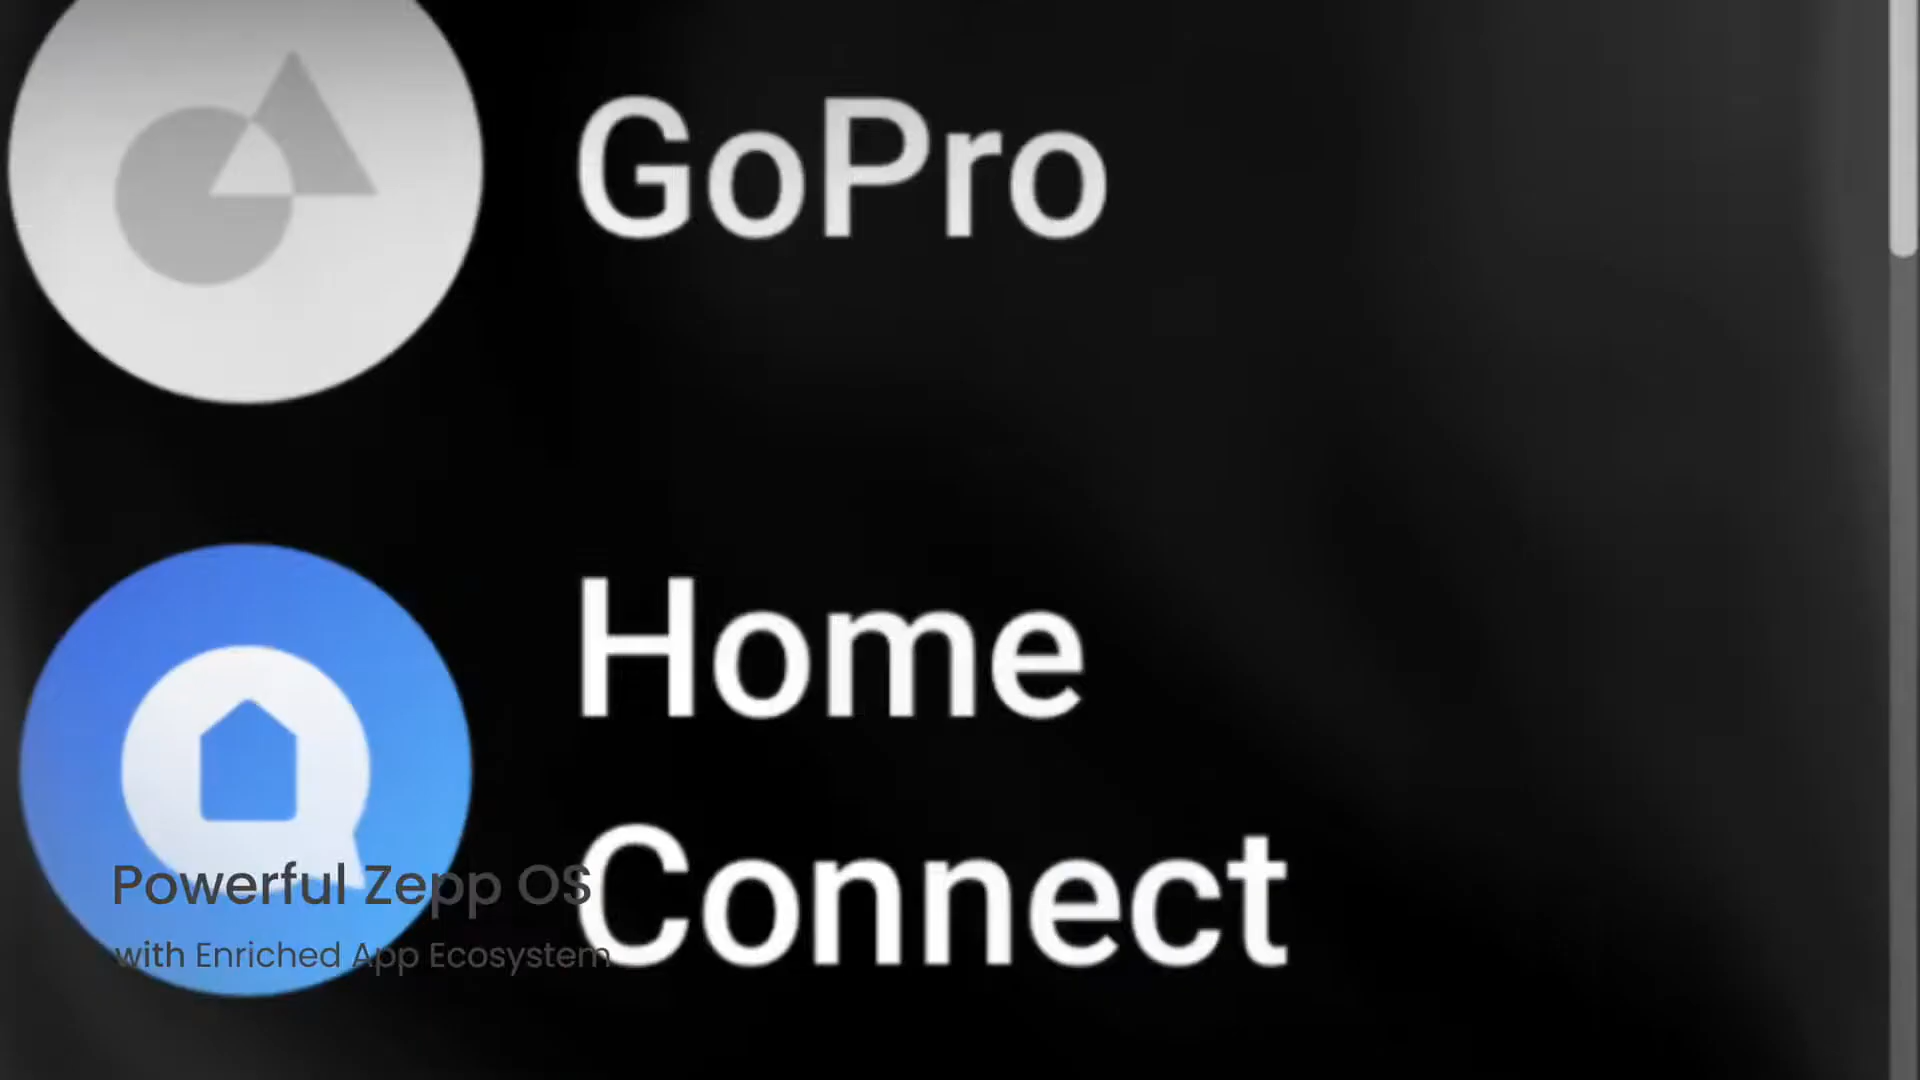 GoPro
Home
Connect
Powerful Zepp OS
with Enriched App Ecosystem